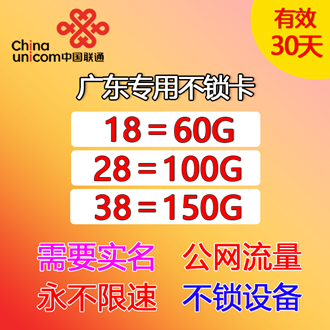 China
unicom中国联通
有效
30天
广东专用不锁卡
18=60G
28=100G
38=150G
需要实名 公网流量
永不限速 不锁设备